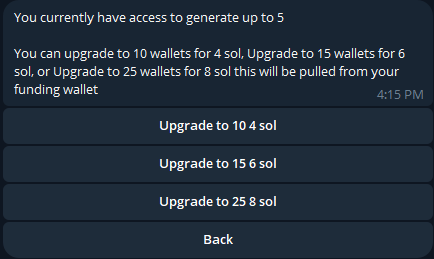 You currently have access to generate up to 5
You can upgrade to 10 wallets for 4 sol, Upgrade to 15 wallets for 6
sol, or Upgrade to 25 wallets for 8 sol this will be pulled from your
funding wallet
4:15 PM
Upgrade to 10 4 sol
Upgrade to 15 6 sol
Upgrade to 25 8 sol
Back